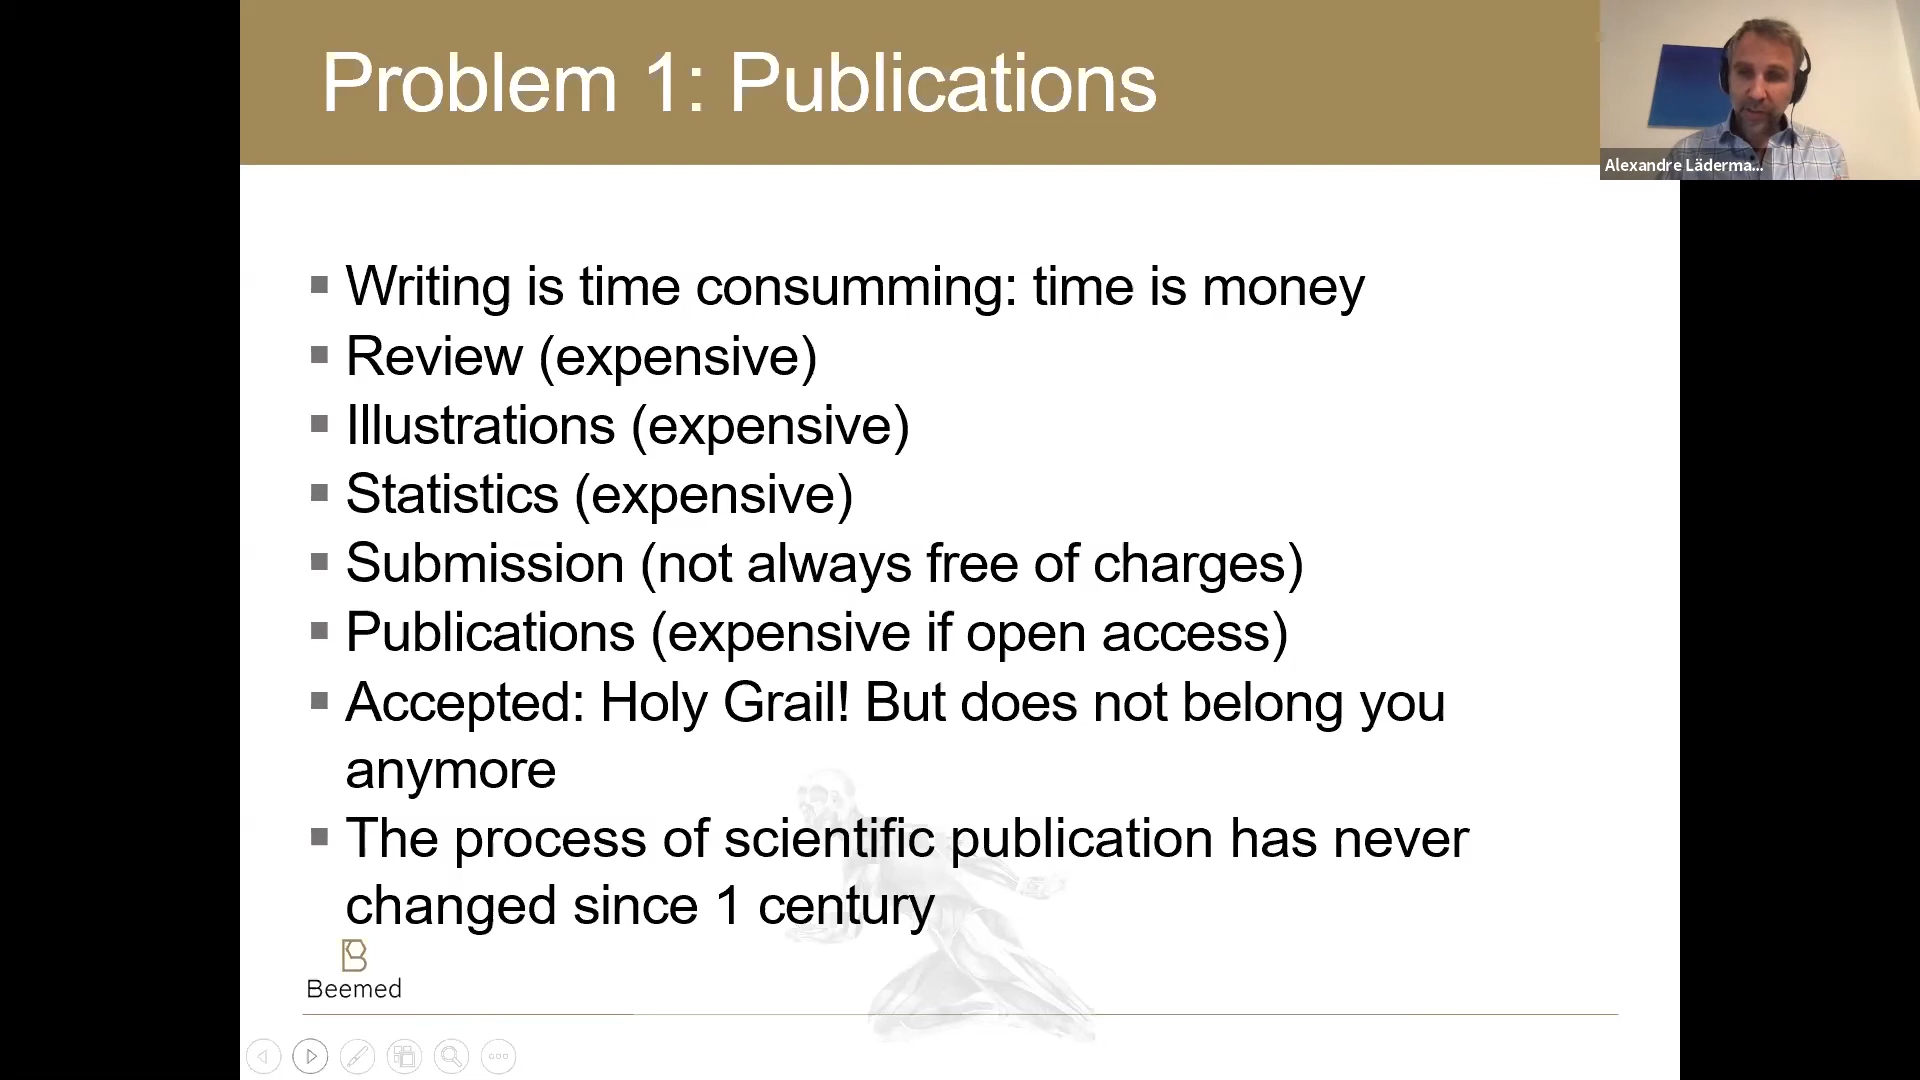 Problem 1: Publications
Alexandre Läderma...
Writing is time consumming: time is money
Review (expensive)
Illustrations (expensive)
Statistics (expensive)
Submission (not always free of charges)
Publications (expensive if open access)
Accepted: Holy Grail! But does not belong you
anymore
The process of scientific publication has never
changed since 1 century
Beemed